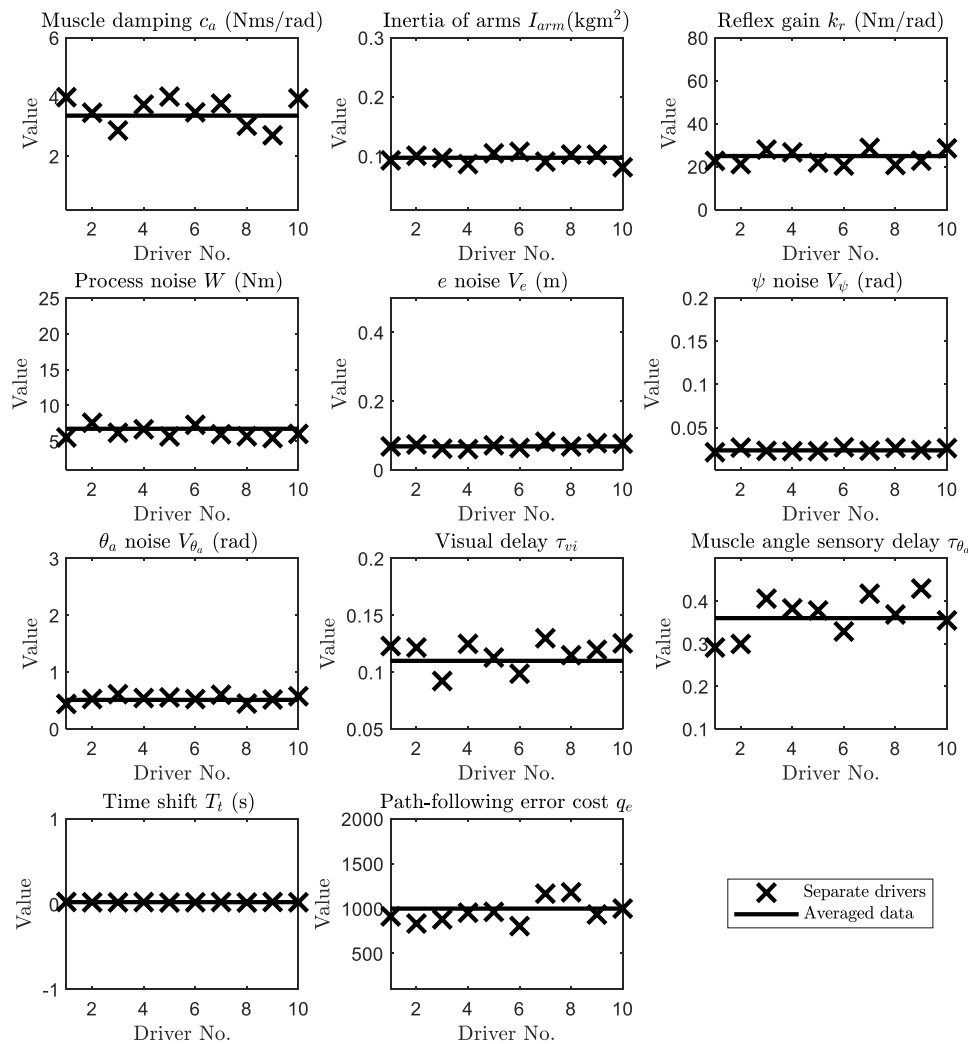 Muscle damping c_a (Nms/rad)
6
4
2
Value
2 4 6 8 10
Driver No.
Inertia of arms I_arm(kgm²)
0.3
0.2
0.1
Value
2 4 6 8 10
Driver No.
Reflex gain k_r (Nm/rad)
80
60
40
20
0
Value
2 4 6 8 10
Driver No.
Process noise W (Nm)
25
20
15
10
5
Value
2 4 6 8 10
Driver No.
e noise V_e (m)
0.4
0.2
0
Value
2 4 6 8 10
Driver No.
ψ noise V_ψ (rad)
0.2
0.15
0.1
0.05
Value
2 4 6 8 10
Driver No.
θ_a noise V_θ_a (rad)
3
2
1
0
Value
2 4 6 8 10
Driver No.
Visual delay τ_vi
0.2
0.15
0.1
0.05
Value
2 4 6 8 10
Driver No.
Muscle angle sensory delay τ_θ_a
0.4
0.3
0.2
0.1
Value
2 4 6 8 10
Driver No.
Time shift T_t (s)
1
0
-1
Value
2 4 6 8 10
Driver No.
Path-following error cost q_e
2000
1500
1000
500
Value
2 4 6 8 10
Driver No.
Separate drivers
Averaged data